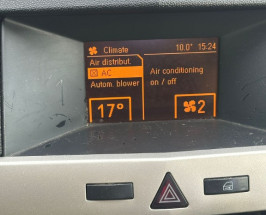 Climate 10.0° 15:24
Air distribut.
AC
Autom. blower
Air conditioning
on / off
17°
2